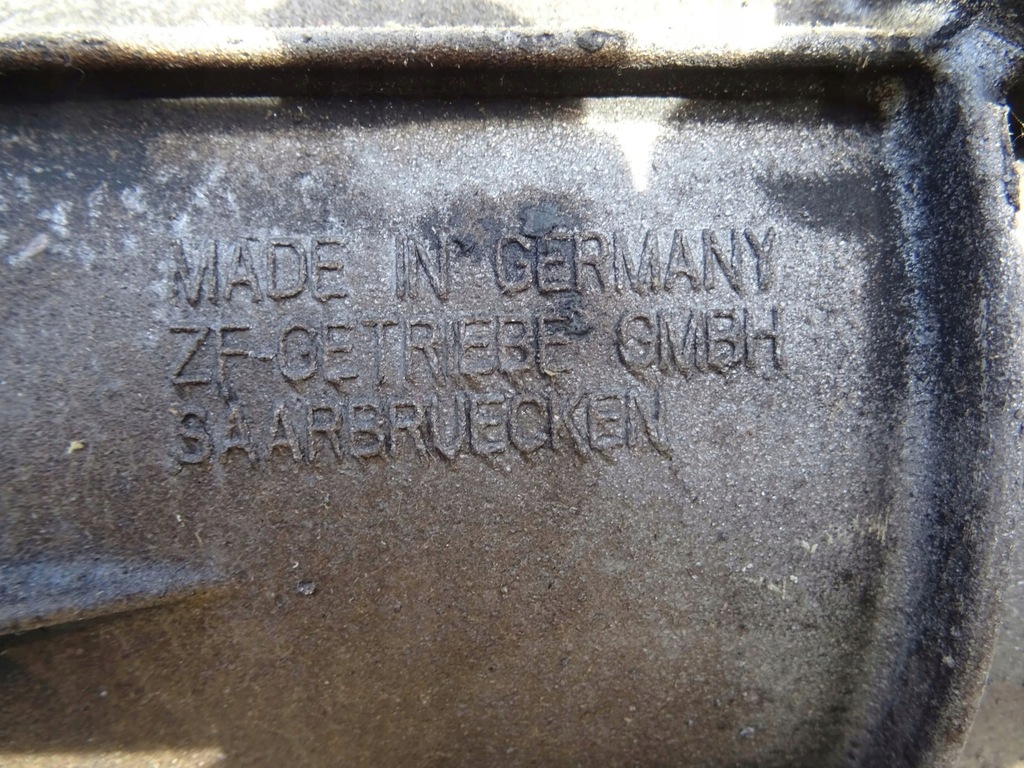 MADE IN GERMANY
ZF-GETRIEBE GMBH
SAARBRUECKEN